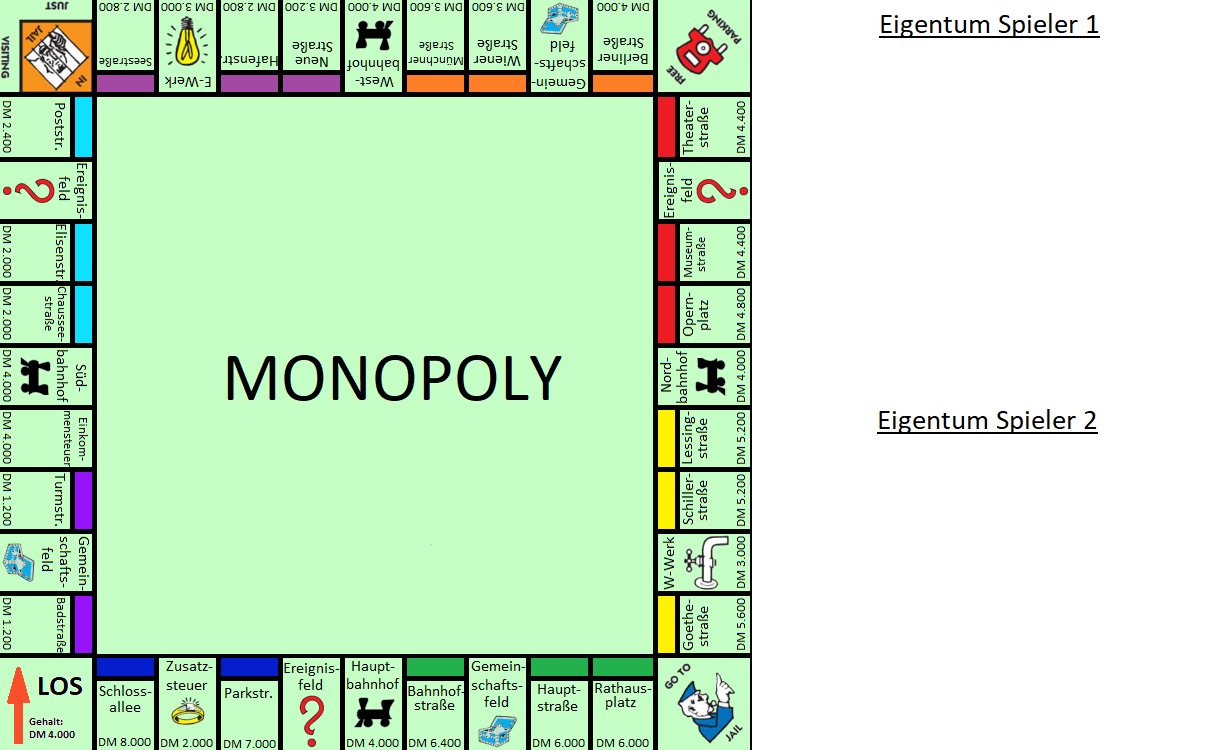 JUST
VISITING
IN
JAIL
DM 2.800
Seestraße
DM 3.000
E-Werk
DM 2.800
Hafenstr.
DM 3.200
Neue
Straße
DM 4.000
West-
bahnhof
DM 3.600
Münchner
Straße
DM 3.600
Wiener
Straße
Gemein-
schafts-
feld
DM 4.000
Berliner
Straße
FREE
PARKING
Eigentum Spieler 1
Poststr.
DM 2.400
Ereignis-
feld
Elisenstr.
DM 2.000
Chaussee-
straße
DM 2.000
Süd-
bahnhof
DM 4.000
Einkom-
mensteuer
DM 4.000
Turmstr.
DM 1.200
Gemein-
schafts-
feld
Badstraße
DM 1.200
MONOPOLY
Theater-
straße
DM 4.400
Ereignis-
feld
Museum-
straße
DM 4.400
Opern-
platz
DM 4.800
Nord-
bahnhof
DM 4.000
Lessing-
straße
DM 5.200
Schiller-
straße
DM 5.200
W-Werk
DM 3.000
Goethe-
straße
DM 5.600
Eigentum Spieler 2
LOS
Gehalt:
DM 4.000
Schloss-
allee
DM 8.000
Zusatz-
steuer
DM 2.000
Parkstr.
DM 7.000
Ereignis-
feld
Haupt-
bahnhof
DM 4.000
Bahnhof-
straße
DM 6.400
Gemein-
schafts-
feld
Haupt-
straße
DM 6.000
Rathaus-
platz
DM 6.000
GO TO
JAIL